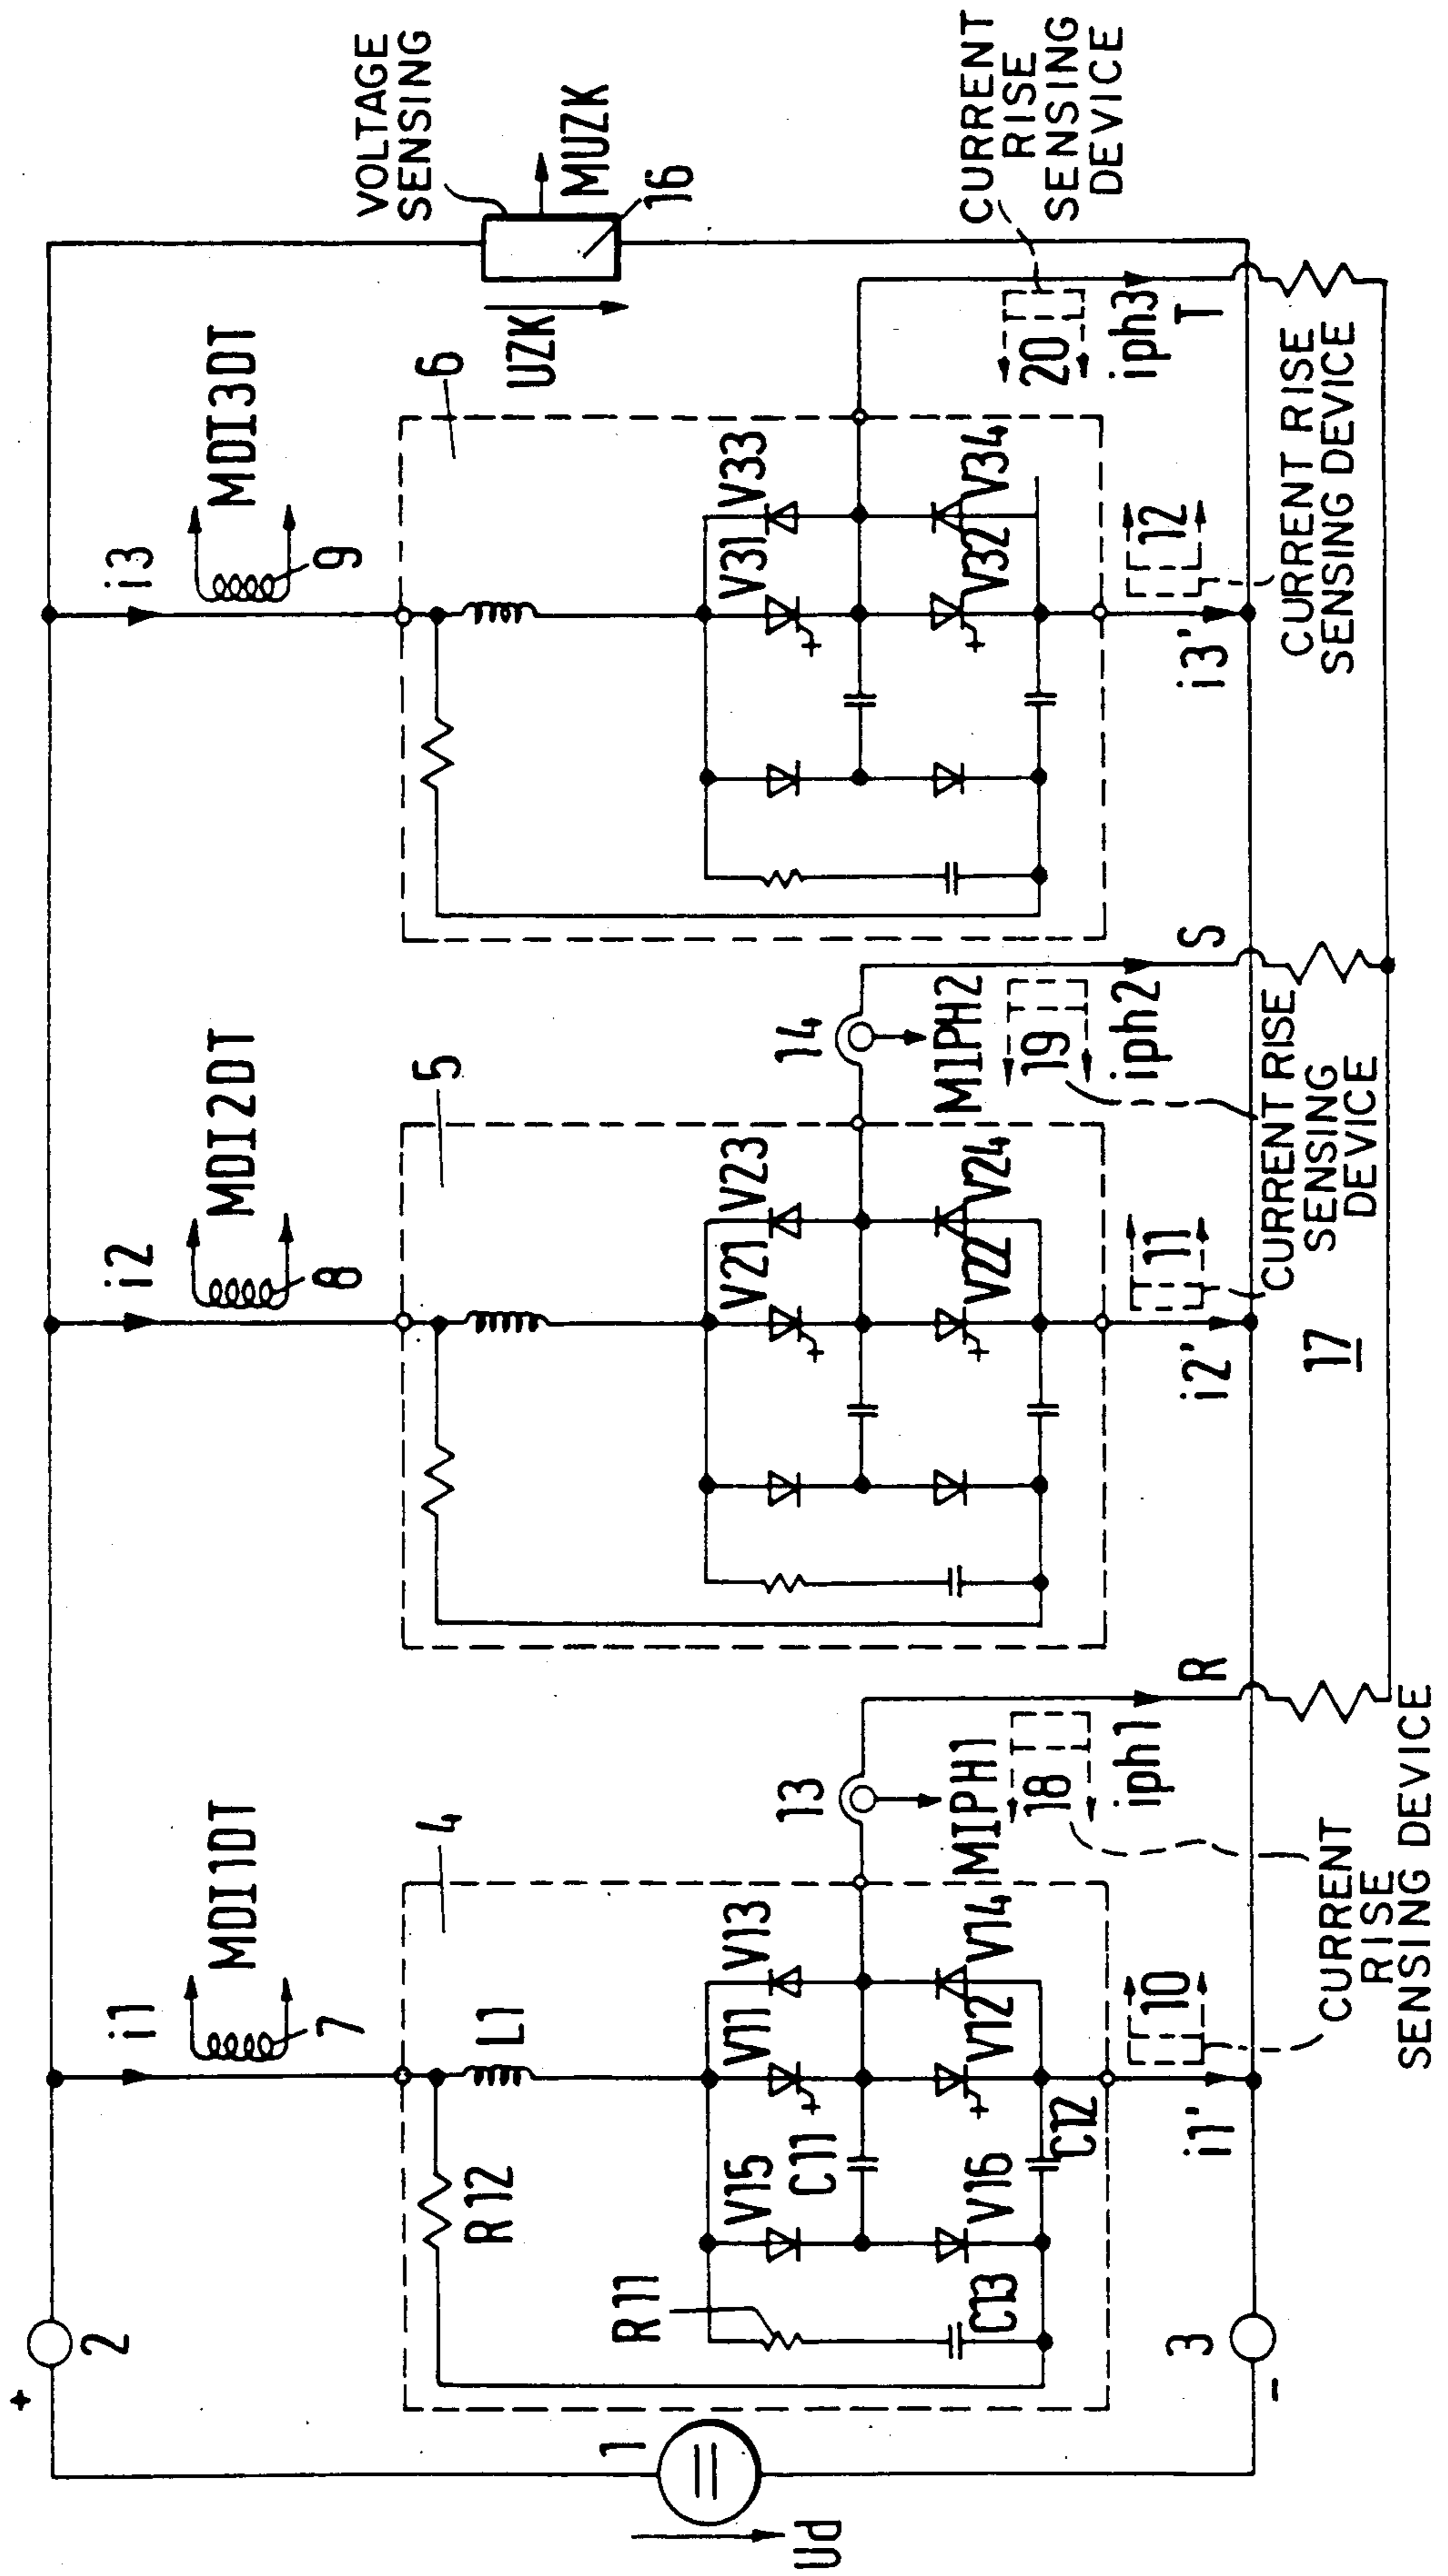 +
2
i1
MDI1DT
7
i2
MDI2DT
8
i3
MDI3DT
9
VOLTAGE
SENSING
MUZK
16
UZK
4
R12
L1
5
6
1
Ud
R11
V15
V11
V13
C11
C13
V16
V12
V14
C12
13
MIPH1
18
iph1
R
V21
V23
V22
V24
14
MIPH2
19
iph2
S
V31
V33
V32
V34
20
iph3
T
CURRENT
RISE
SENSING
DEVICE
3
-
i1'
10
i2'
11
i3'
12
CURRENT
RISE
SENSING DEVICE
17
CURRENT RISE
SENSING
DEVICE
CURRENT RISE
SENSING DEVICE